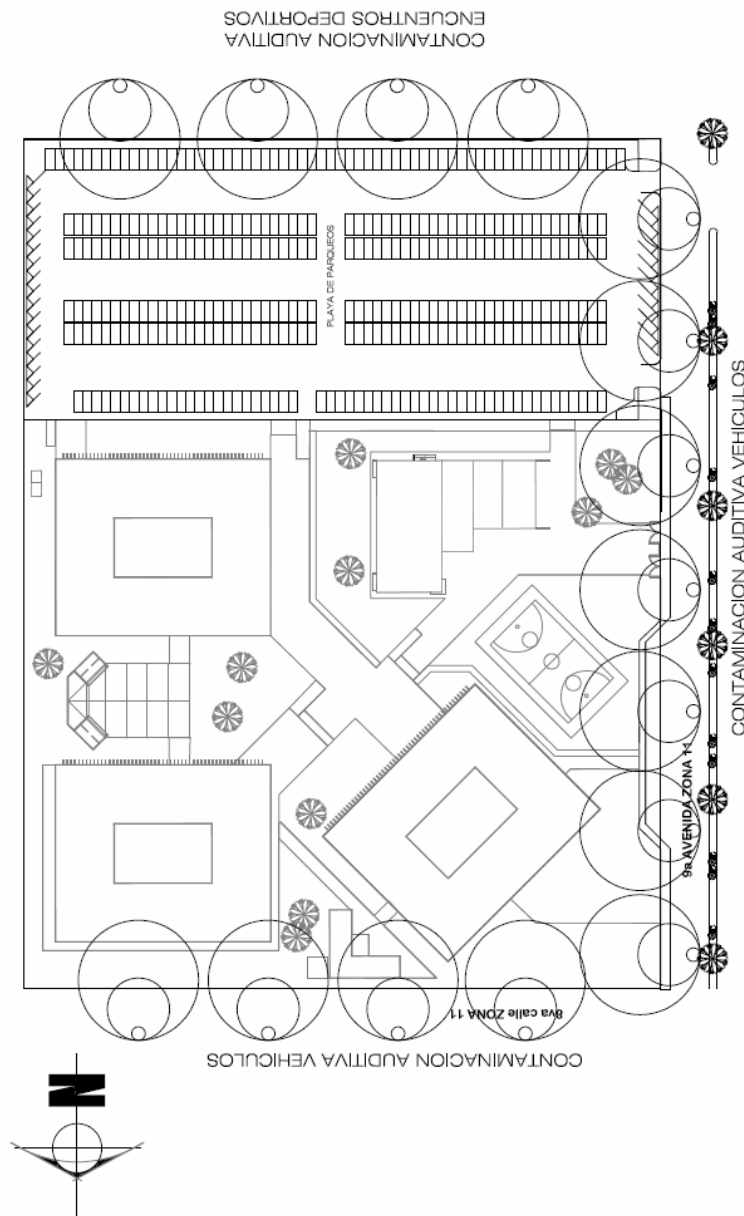 CONTAMINACION AUDITIVA
ENCUENTROS DEPORTIVOS
PLAYA DE PARQUEOS
CONTAMINACION AUDITIVA VEHICULOS
9a AVENIDA ZONA 11
8va calle ZONA 11
CONTAMINACION AUDITIVA VEHICULOS
N